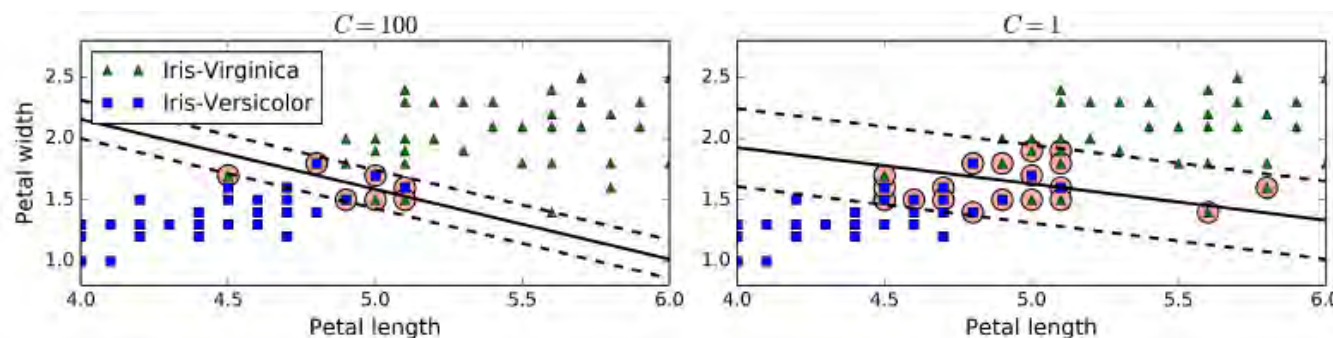 C = 100
Iris-Virginica
Iris-Versicolor
Petal width
2.5
2.0
1.5
1.0
4.0 4.5 5.0 5.5 6.0
Petal length
C = 1
2.5
2.0
1.5
1.0
4.0 4.5 5.0 5.5 6.0
Petal length